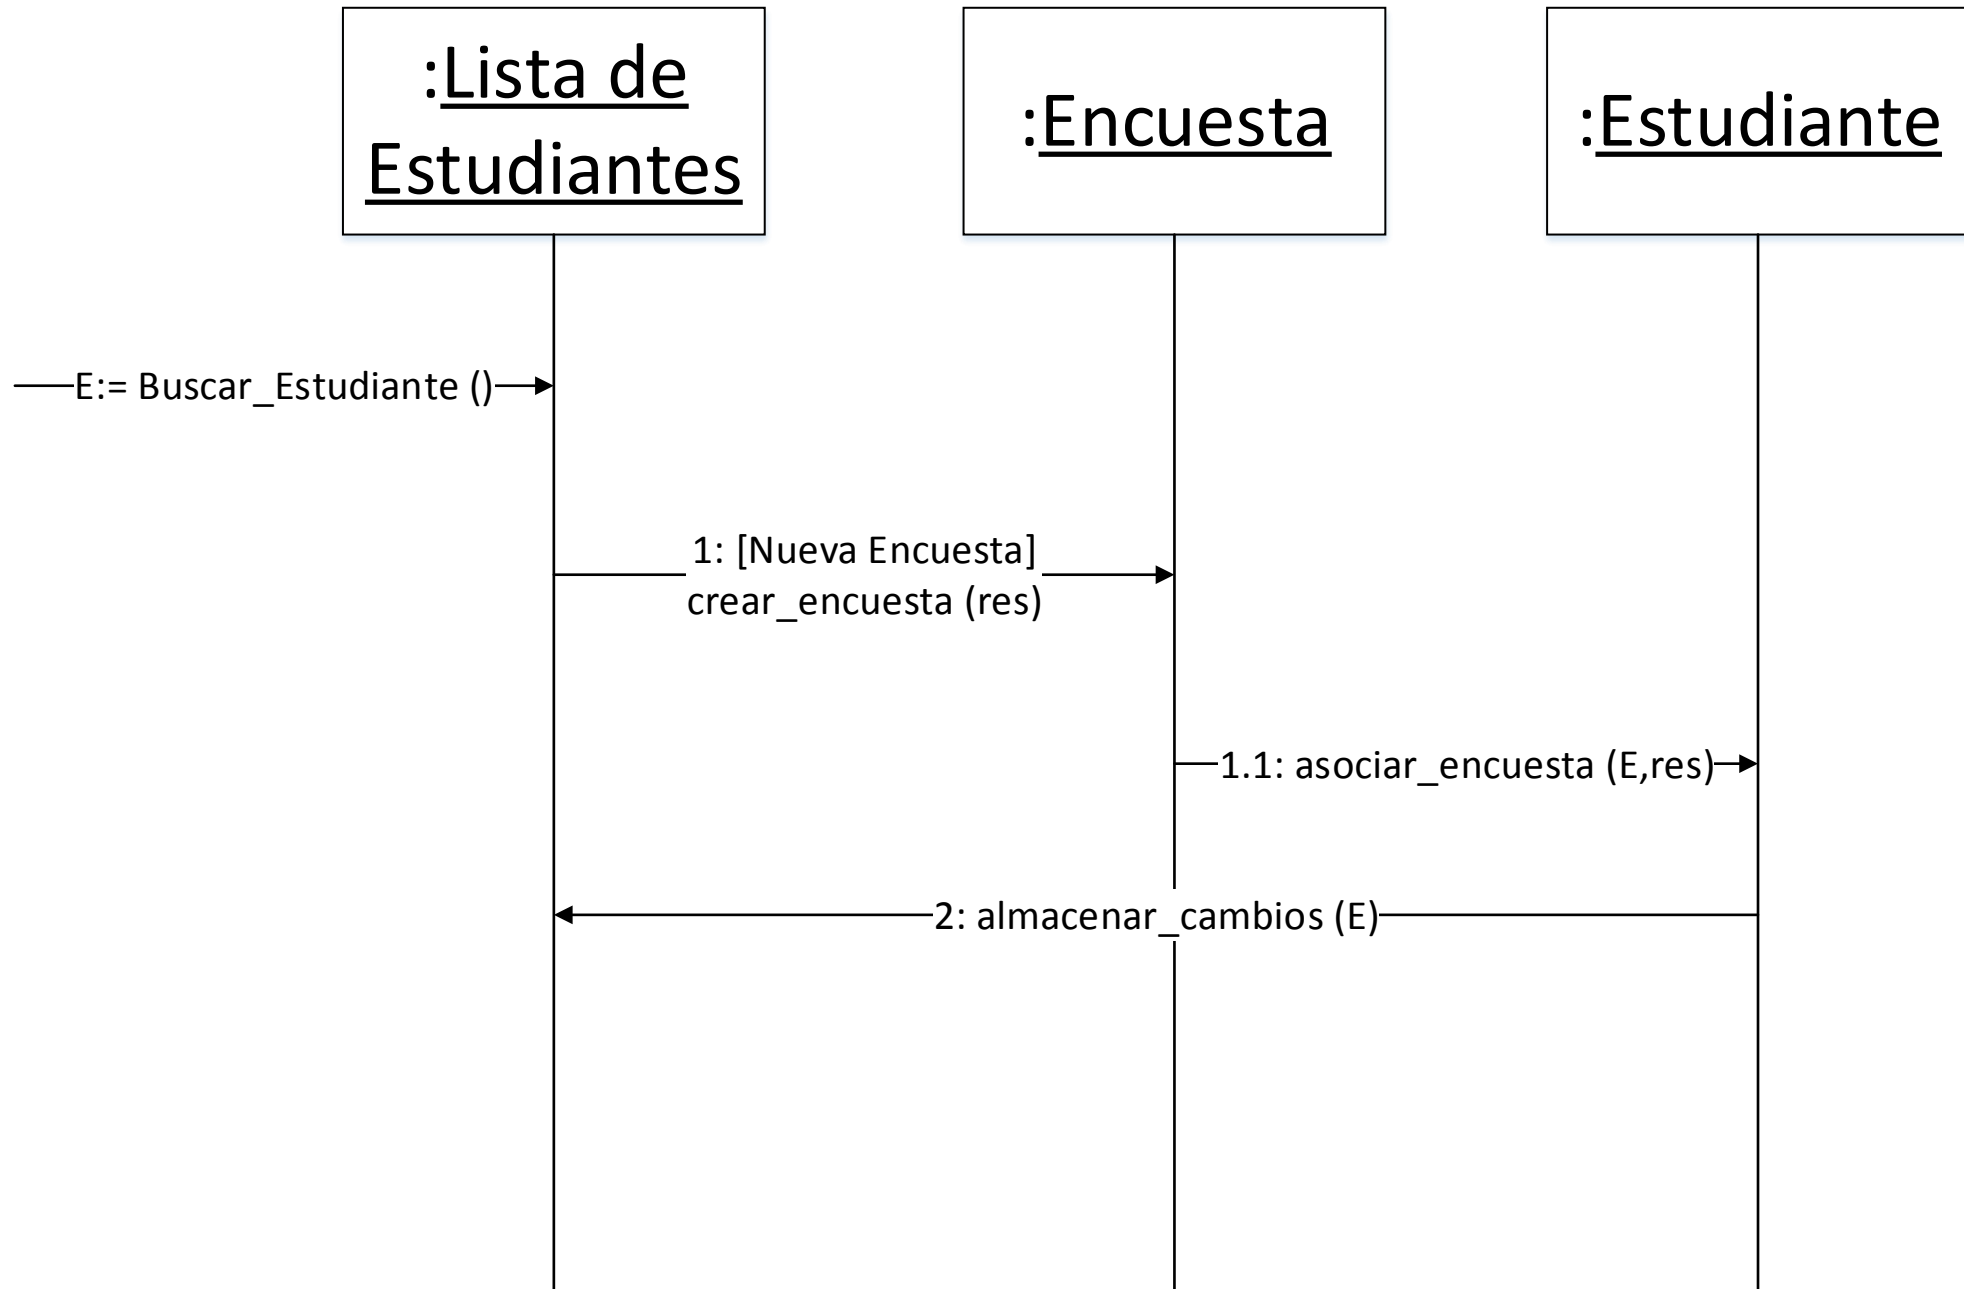 :Lista de
Estudiantes
:Encuesta
:Estudiante
E:= Buscar_Estudiante ()
1: [Nueva Encuesta]
crear_encuesta (res)
1.1: asociar_encuesta (E,res)
2: almacenar_cambios (E)